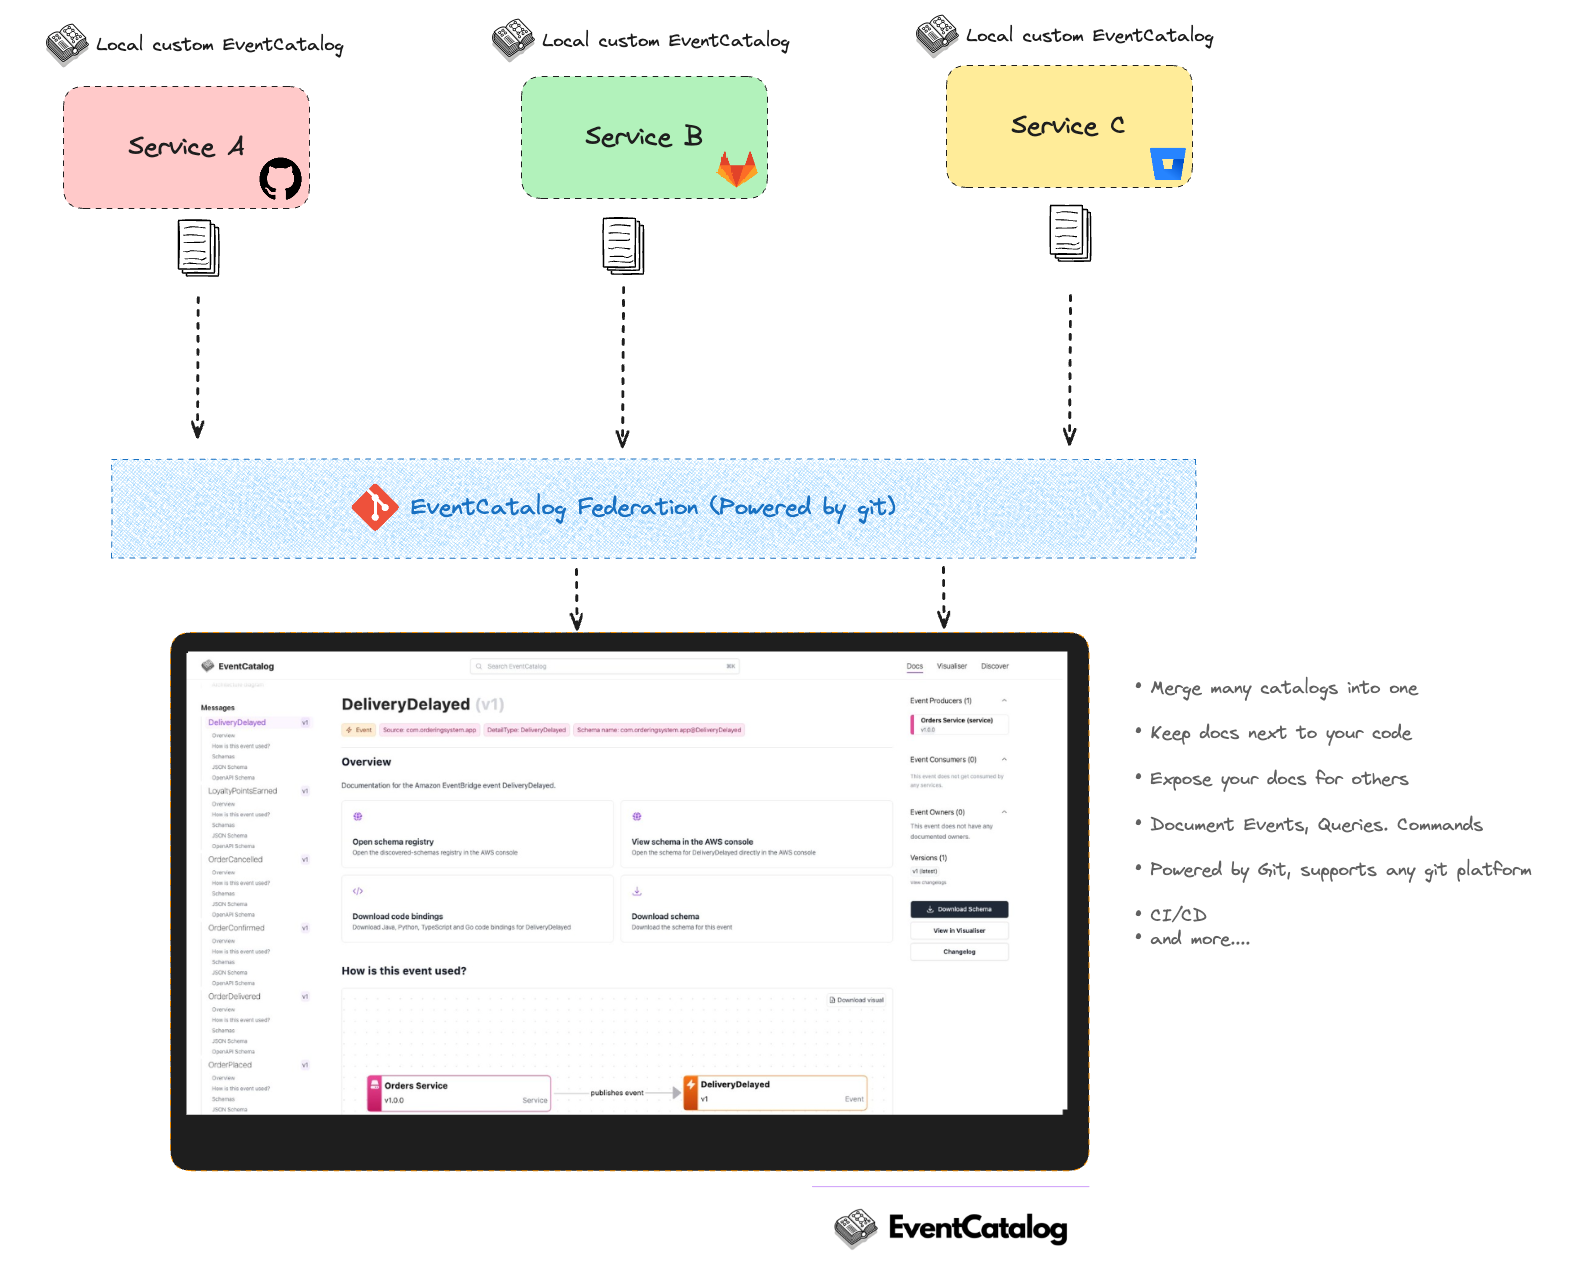 Local custom EventCatalog
Local custom EventCatalog
Local custom EventCatalog
Service A
Service B
Service C
EventCatalog Federation (Powered by git)
EventCatalog
Search EventCatalog
⌘K
Docs
Visualiser
Discover
Messages
DeliveryDelayed v1
Overview
How is this event used?
Schemas
JSON Schema
OpenAPI Schema
LoyaltyPointsEarned v1
Overview
How is this event used?
Schemas
JSON Schema
OpenAPI Schema
OrderCancelled v1
Overview
How is this event used?
Schemas
JSON Schema
OpenAPI Schema
OrderConfirmed v1
Overview
How is this event used?
Schemas
JSON Schema
OpenAPI Schema
OrderDelivered v1
Overview
How is this event used?
Schemas
JSON Schema
OpenAPI Schema
OrderPlaced v1
Overview
How is this event used?
Schemas
JSON Schema
DeliveryDelayed (v1)
Event
Source: com.orderingsystem.app
DetailType: DeliveryDelayed
Schema name: com.orderingsystem.app@DeliveryDelayed
Overview
Documentation for the Amazon EventBridge event DeliveryDelayed.
Open schema registry
Open the discovered-schemas registry in the AWS console
View schema in the AWS console
Open the schema for DeliveryDelayed directly in the AWS console
Download code bindings
Download Java, Python, TypeScript and Go code bindings for DeliveryDelayed
Download schema
Download the schema for this event
How is this event used?
Download visual
Orders Service
v1.0.0 Service
publishes event
DeliveryDelayed
v1 Event
Event Producers (1)
Orders Service (service)
v1.0.0
Event Consumers (0)
This event does not get consumed by
any services.
Event Owners (0)
This event does not have any
documented owners.
Versions (1)
v1 (latest)
view changelogs
Download Schema
View in Visualiser
Changelog
• Merge many catalogs into one
• Keep docs next to your code
• Expose your docs for others
• Document Events, Queries. Commands
• Powered by Git, supports any git platform
• CI/CD
• and more....
EventCatalog